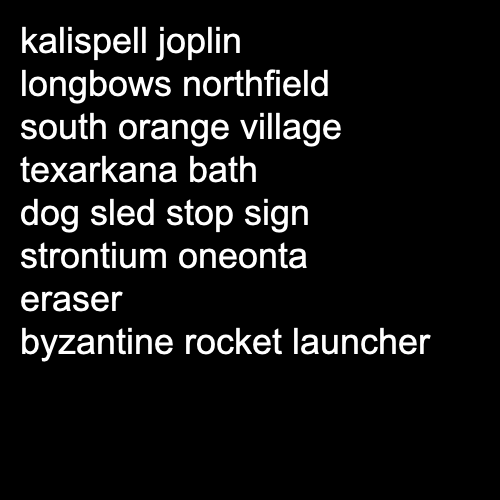 kalispell joplin
longbows northfield
south orange village
texarkana bath
dog sled stop sign
strontium oneonta
eraser
byzantine rocket launcher